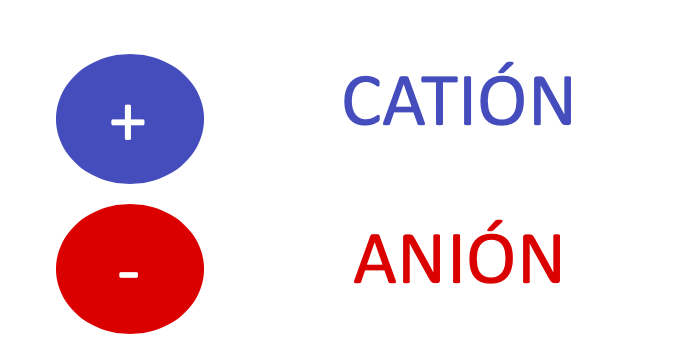 + CATIÓN
- ANIÓN